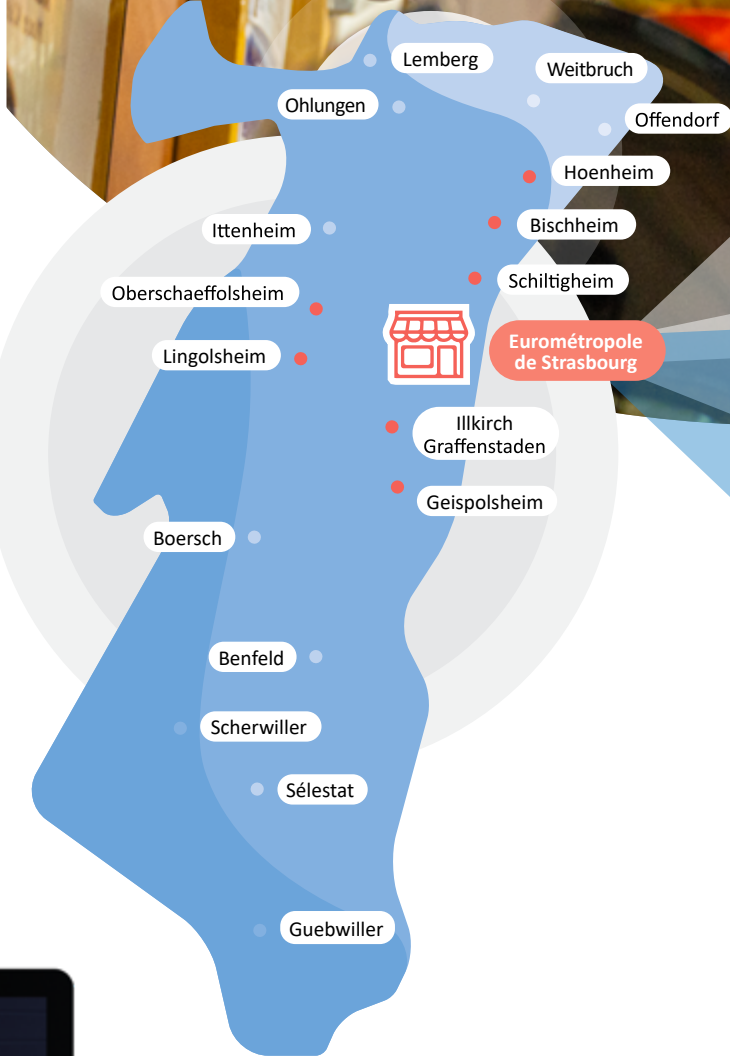 Lemberg
Weitbruch
Ohlungen
Offendorf
Hoenheim
Bischheim
Ittenheim
Schiltigheim
Oberschaeffolsheim
Eurométropole
de Strasbourg
Lingolsheim
Illkirch
Graffenstaden
Geispolsheim
Boersch
Benfeld
Scherwiller
Sélestat
Guebwiller